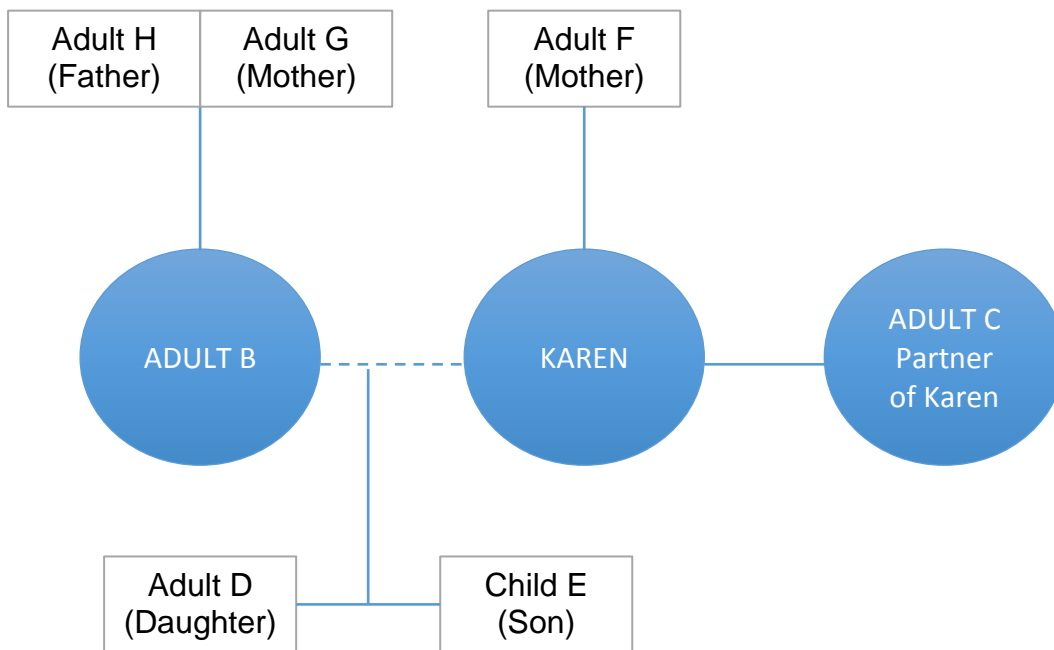 Adult H
(Father)
Adult G
(Mother)
Adult F
(Mother)
ADULT B
KAREN
ADULT C
Partner
of Karen
Adult D
(Daughter)
Child E
(Son)